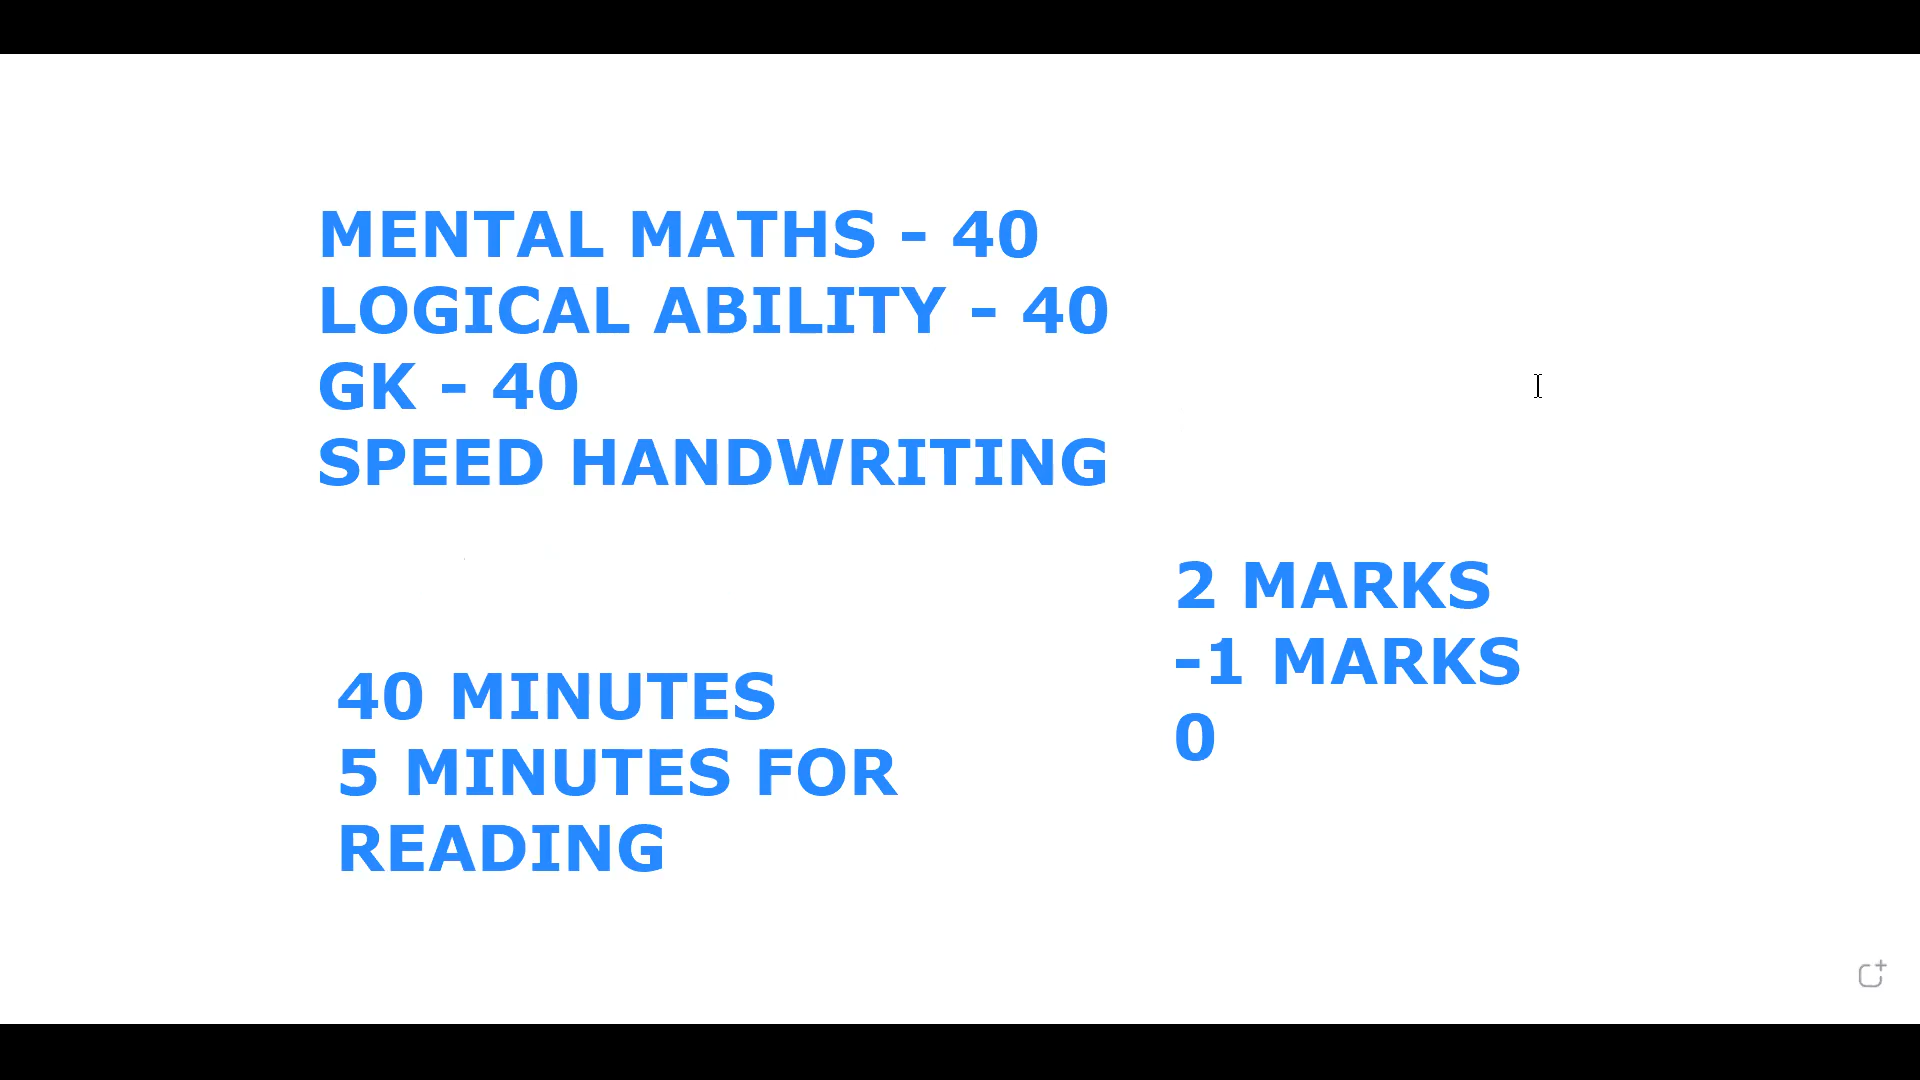 MENTAL MATHS - 40
LOGICAL ABILITY - 40
GK - 40
SPEED HANDWRITING
2 MARKS
-1 MARKS
0
40 MINUTES
5 MINUTES FOR
READING